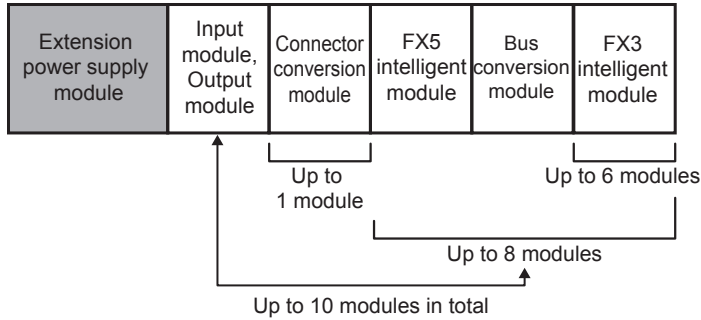 Extension
power supply
module
Input
module,
Output
module
Connector
conversion
module
FX5
intelligent
module
Bus
conversion
module
FX3
intelligent
module
Up to
1 module
Up to 6 modules
Up to 8 modules
Up to 10 modules in total